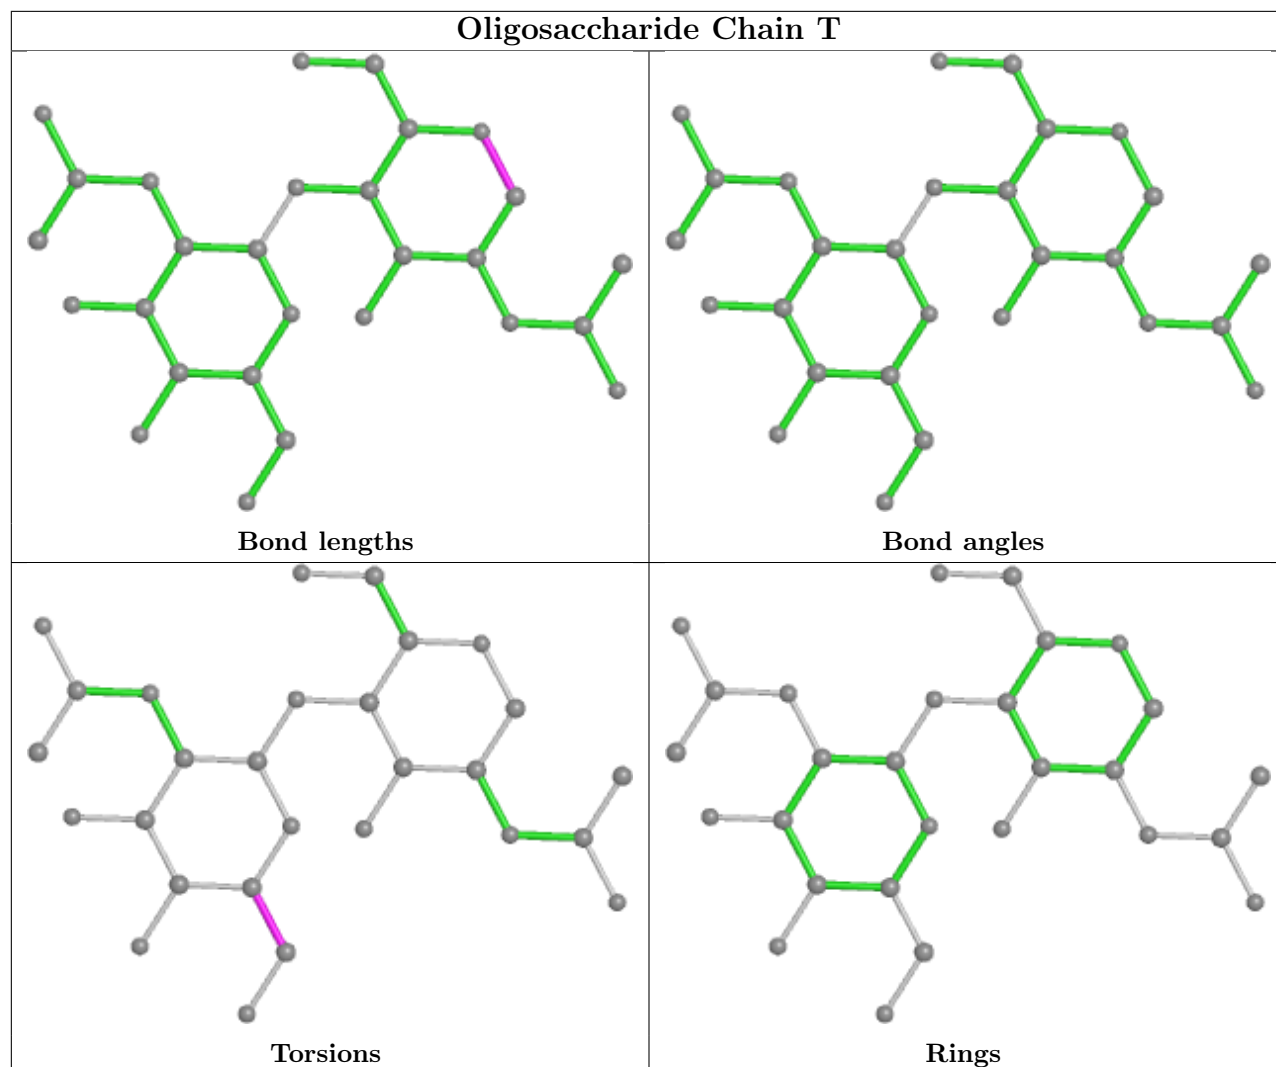 Oligosaccharide Chain T
Bond lengths
Bond angles
Torsions
Rings